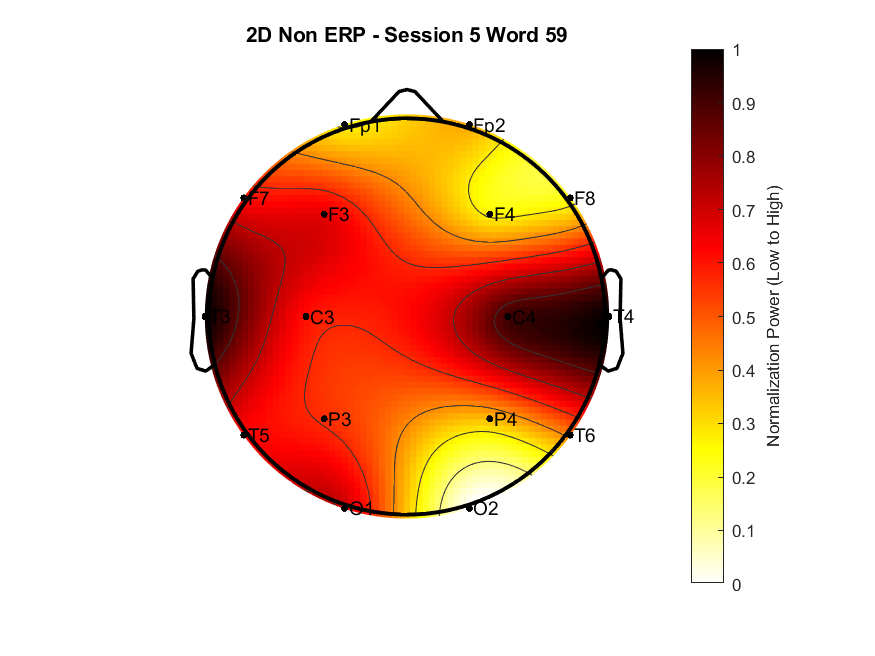 2D Non ERP - Session 5 Word 59
Fp1 Fp2
F7 F8
F3 F4
T3 C3 C4 T4
P3 P4
T5 T6
O1 O2
1
0.9
0.8
0.7
0.6
0.5
0.4
0.3
0.2
0.1
0
Normalization Power (Low to High)